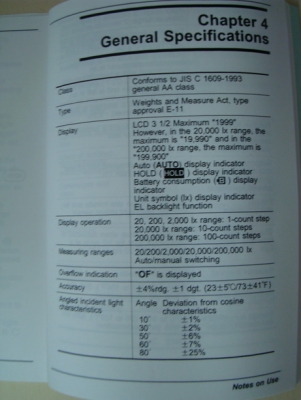 Chapter 4
General Specifications
Class
Conforms to JIS C 1609-1993
general AA class
Type
Weights and Measure Act, type
approval E-11
Display
LCD 3 1/2 Maximum "1999"
However, in the 20,000 lx range, the
maximum is "19,990" and in the
"200,000 lx range, the maximum is
"199,900"
Auto (AUTO) display indicator
HOLD ( HOLD ) display indicator
Battery consumption ( ) display
indicator
Unit symbol (lx) display indicator
EL backlight function
Display operation
20, 200, 2,000 lx range: 1-count step
20,000 lx range: 10-count steps
200,000 lx range: 100-count steps
Measuring ranges
20/200/2,000/20,000/200,000 lx
Auto/manual switching
Overflow indication
"OF" is displayed
Accuracy
±4%rdg. ±1 dgt. (23±5℃/73±41˚F)
Angled incident light
characteristics
Angle Deviation from cosine
characteristics
10˚ ±1%
30˚ ±2%
50˚ ±6%
60˚ ±7%
80˚ ±25%
Notes on Use